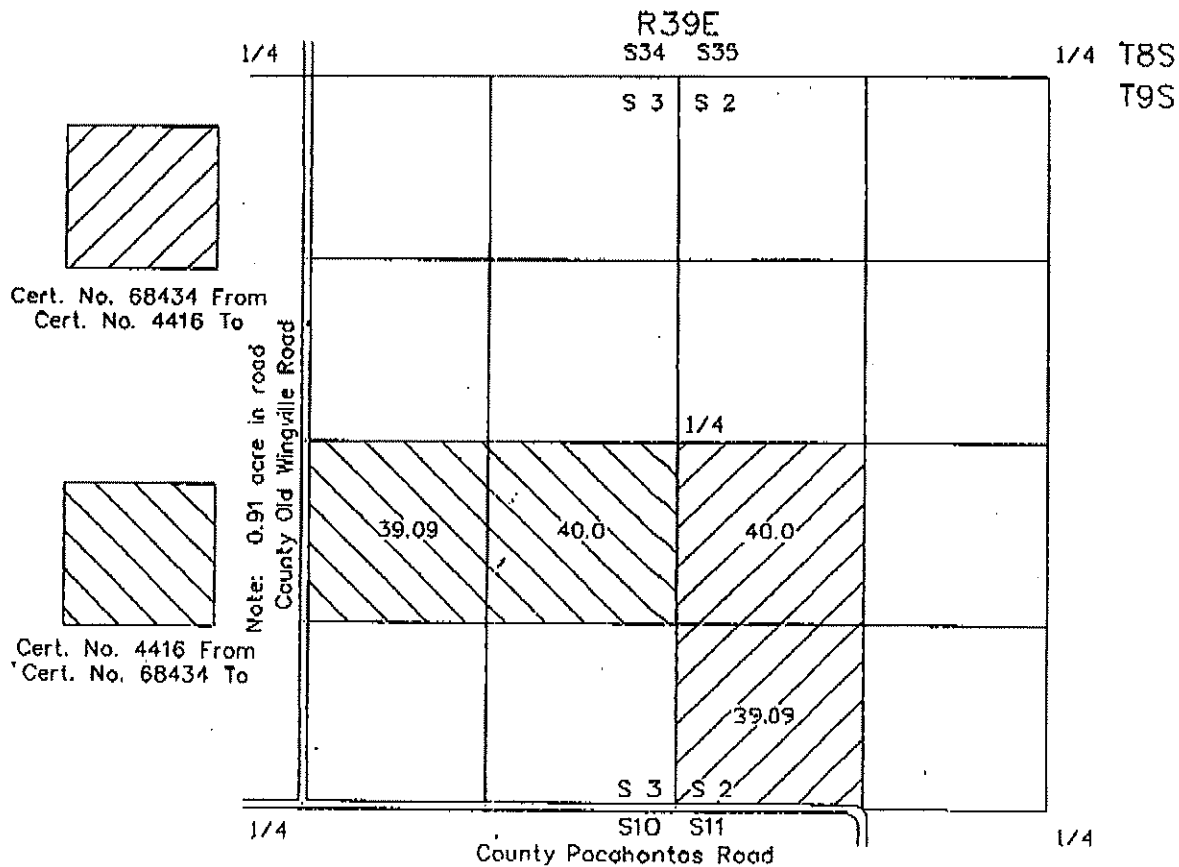 R39E
1/4 S34 S35 1/4 T8S
S 3 S 2 T9S
Cert. No. 68434 From
Cert. No. 4416 To
Note: 0.91 acre in road
County Old Wingville Road
1/4
39.09 40.0 40.0
Cert. No. 4416 From
Cert. No. 68434 To
39.09
S 3 S 2
1/4 S10 S11 1/4
County Pocahontas Road